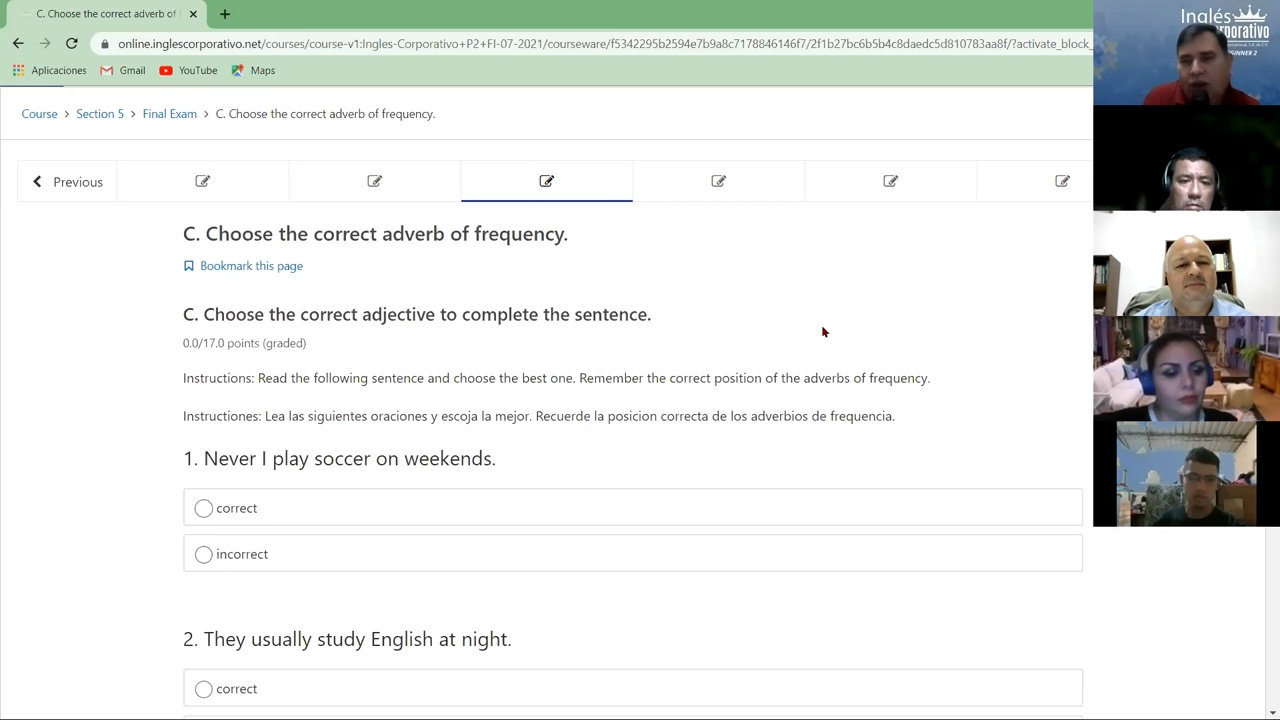 C. Choose the correct adverb of
online.inglescorporativo.net/courses/course-v1:Ingles-Corporativo+P2+FI-07-2021/courseware/f5342295b2594e7b9a8c7178846146f7/2f1b27bc6b5b4c8daedc5d810783aa8f/?activate_block_
Aplicaciones
Gmail
YouTube
Maps
Inglés
Course > Section 5 > Final Exam > C. Choose the correct adverb of frequency.
Previous
C. Choose the correct adverb of frequency.
Bookmark this page
C. Choose the correct adjective to complete the sentence.
0.0/17.0 points (graded)
Instructions: Read the following sentence and choose the best one. Remember the correct position of the adverbs of frequency.
Instructiones: Lea las siguientes oraciones y escoja la mejor. Recuerde la posicion correcta de los adverbios de frequencia.
1. Never I play soccer on weekends.
correct
incorrect
2. They usually study English at night.
correct